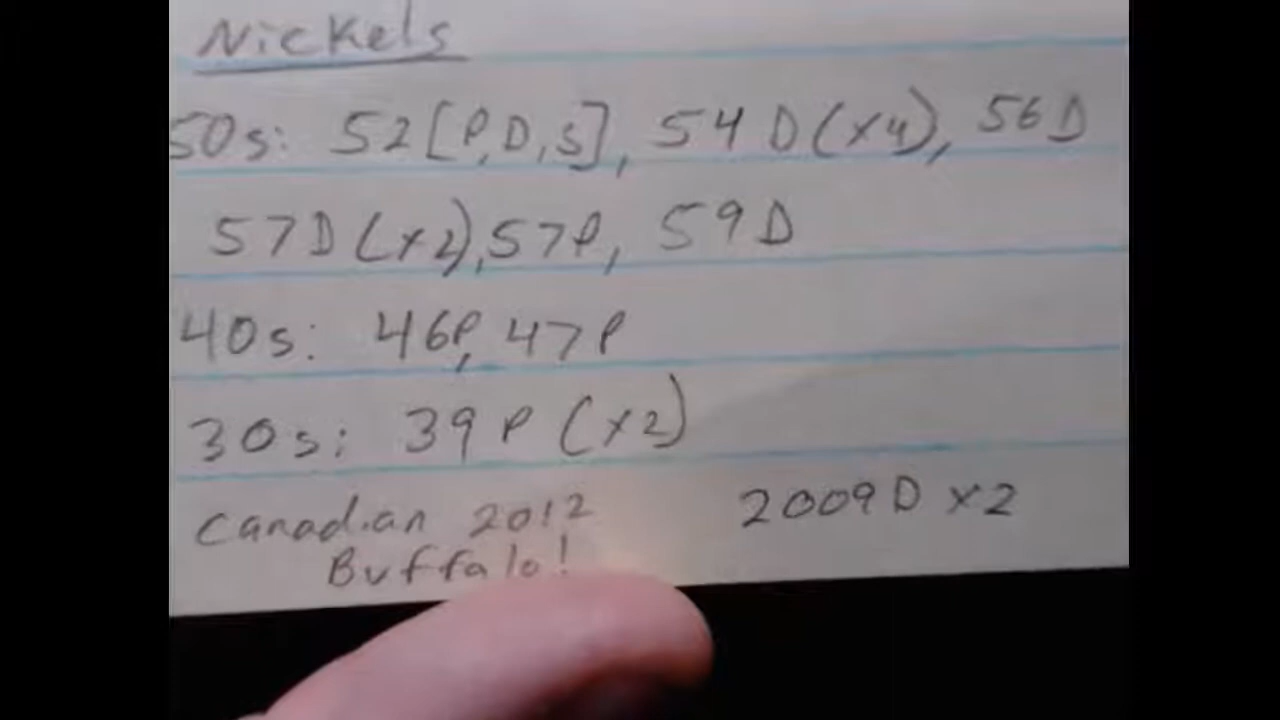 Nickels
50s: 52[P,D,S], 54 D(x4), 56D
57D(x2), 57P, 59D
40s: 46P, 47P
30s: 39P (x2)
Canadian 2012 2009D x2
Buffalo!